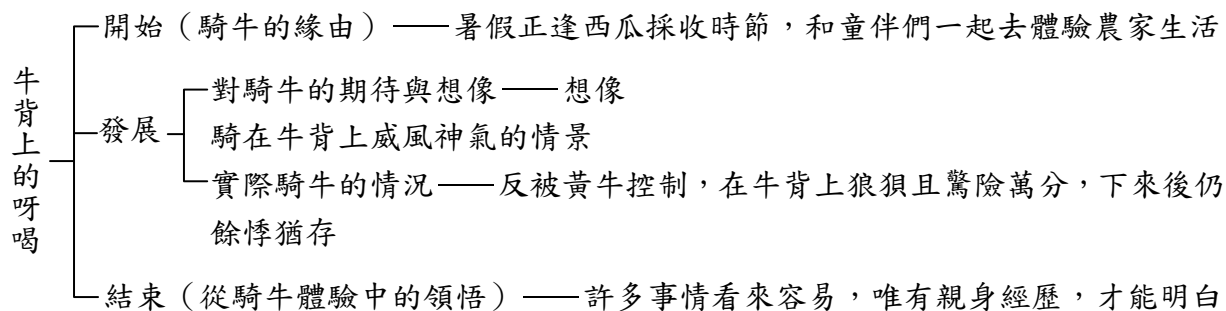 牛背上的呀喝
開始（騎牛的緣由）——暑假正逢西瓜採收時節，和童伴們一起去體驗農家生活
發展
對騎牛的期待與想像——想像
騎在牛背上威風神氣的情景
實際騎牛的情況——反被黃牛控制，在牛背上狼狽且驚險萬分，下來後仍
餘悸猶存
結束（從騎牛體驗中的領悟）——許多事情看來容易，唯有親身經歷，才能明白